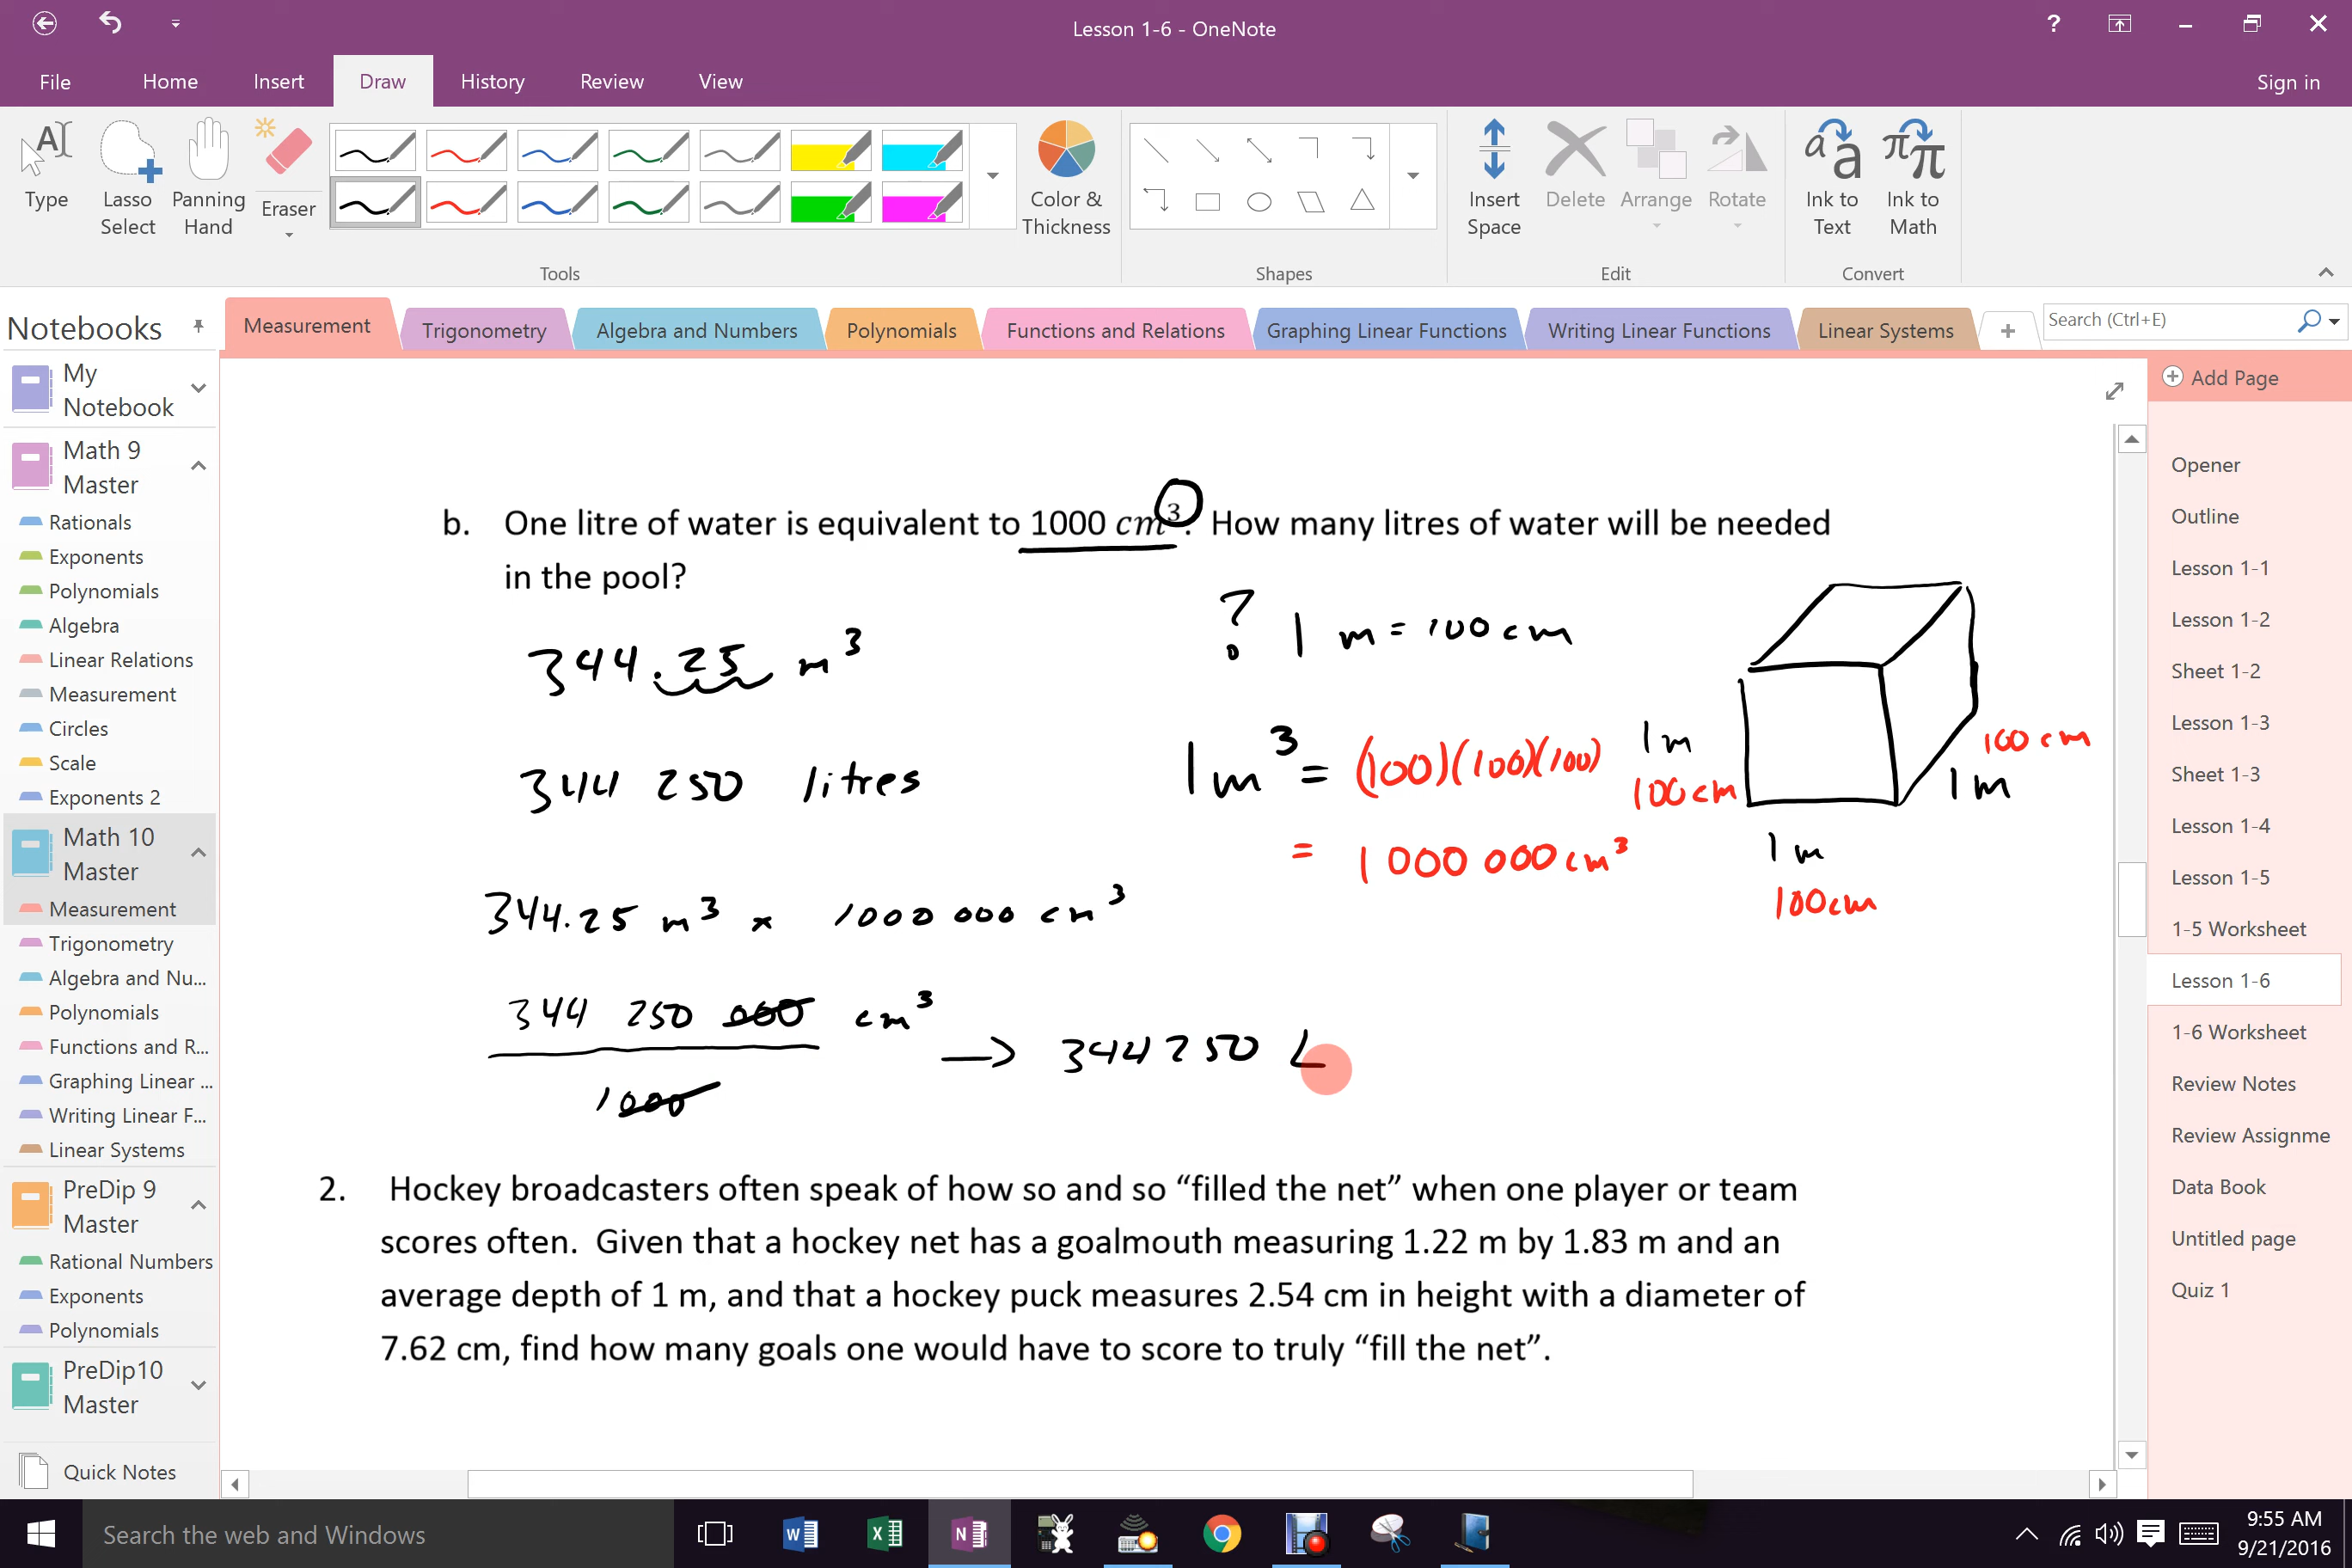 Lesson 1-6 - OneNote
?
File Home Insert Draw History Review View Sign in
Type
Lasso Select
Panning Hand
Eraser
Color & Thickness
Insert Space
Delete
Arrange
Rotate
Ink to Text
Ink to Math
Tools Shapes Edit Convert
Notebooks
Measurement Trigonometry Algebra and Numbers Polynomials Functions and Relations Graphing Linear Functions Writing Linear Functions Linear Systems +
Search (Ctrl+E)
My Notebook
Math 9 Master
Rationals
Exponents
Polynomials
Algebra
Linear Relations
Measurement
Circles
Scale
Exponents 2
Math 10 Master
Measurement
Trigonometry
Algebra and Nu...
Polynomials
Functions and R...
Graphing Linear ...
Writing Linear F...
Linear Systems
PreDip 9 Master
Rational Numbers
Exponents
Polynomials
PreDip10 Master
Quick Notes
b. One litre of water is equivalent to 1000 cm³. How many litres of water will be needed
in the pool?
344.25 m³
344 250 litres
344.25 m³ x 1000 000 cm³
344 250 000 cm³
1000
→ 344 250 L
? 1 m = 100 cm
1 m³ = (100)(100)(100)
= 1 000 000 cm³
1 m
100 cm
100 cm
1 m
1 m
100 cm
2. Hockey broadcasters often speak of how so and so “filled the net” when one player or team
scores often. Given that a hockey net has a goalmouth measuring 1.22 m by 1.83 m and an
average depth of 1 m, and that a hockey puck measures 2.54 cm in height with a diameter of
7.62 cm, find how many goals one would have to score to truly “fill the net”.
Add Page
Opener
Outline
Lesson 1-1
Lesson 1-2
Sheet 1-2
Lesson 1-3
Sheet 1-3
Lesson 1-4
Lesson 1-5
1-5 Worksheet
Lesson 1-6
1-6 Worksheet
Review Notes
Review Assignme
Data Book
Untitled page
Quiz 1
Search the web and Windows
9:55 AM
9/21/2016